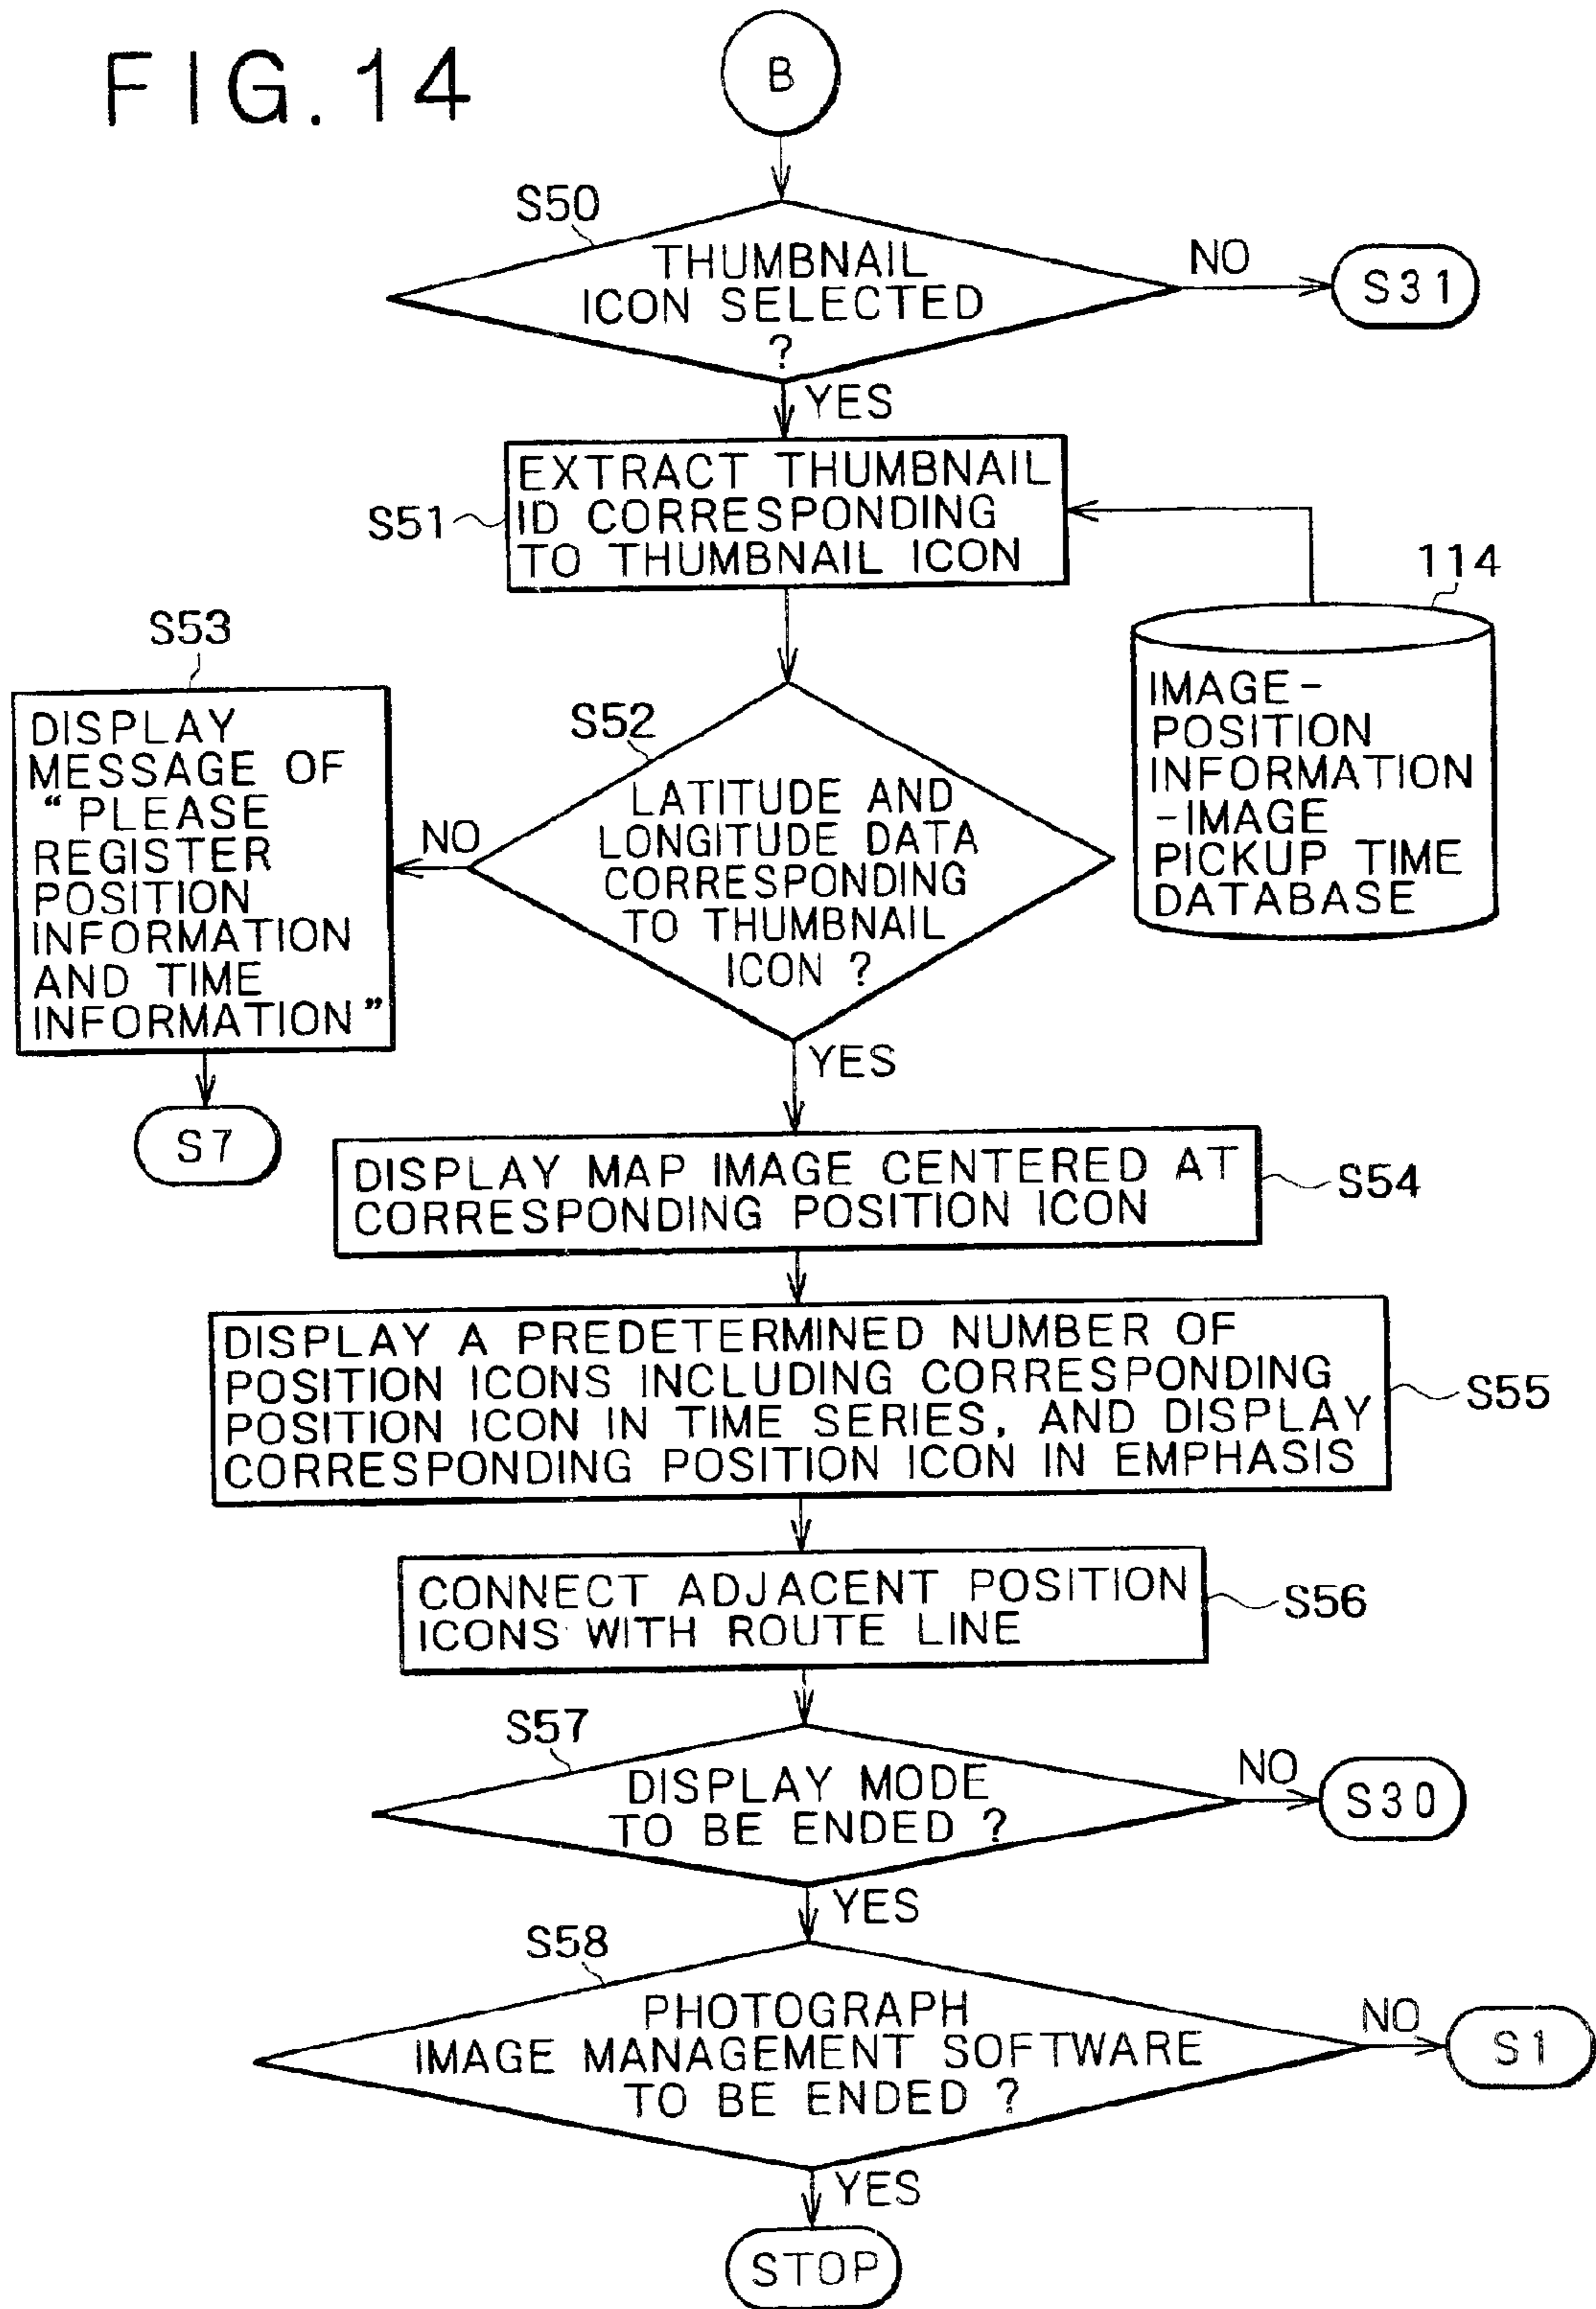 FIG. 14
B
S50
THUMBNAIL
ICON SELECTED
?
NO
S31
YES
S51
EXTRACT THUMBNAIL
ID CORRESPONDING
TO THUMBNAIL ICON
114
IMAGE-
POSITION
INFORMATION
-IMAGE
PICKUP TIME
DATABASE
S52
LATITUDE AND
LONGITUDE DATA
CORRESPONDING
TO THUMBNAIL
ICON ?
NO
S53
DISPLAY
MESSAGE OF
“PLEASE
REGISTER
POSITION
INFORMATION
AND TIME
INFORMATION”
S7
YES
DISPLAY MAP IMAGE CENTERED AT
CORRESPONDING POSITION ICON
S54
DISPLAY A PREDETERMINED NUMBER OF
POSITION ICONS INCLUDING CORRESPONDING
POSITION ICON IN TIME SERIES, AND DISPLAY
CORRESPONDING POSITION ICON IN EMPHASIS
S55
CONNECT ADJACENT POSITION
ICONS WITH ROUTE LINE
S56
S57
DISPLAY MODE
TO BE ENDED ?
NO
S30
YES
S58
PHOTOGRAPH
IMAGE MANAGEMENT SOFTWARE
TO BE ENDED ?
NO
S1
YES
STOP